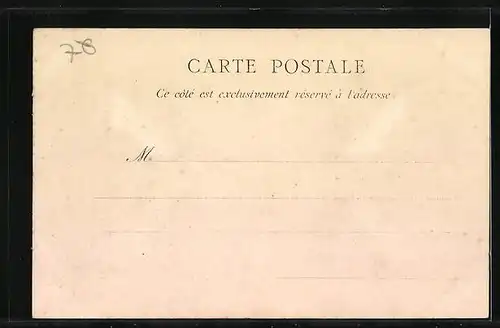 78
CARTE POSTALE
Ce côté est exclusivement réservé à l'adresse
M